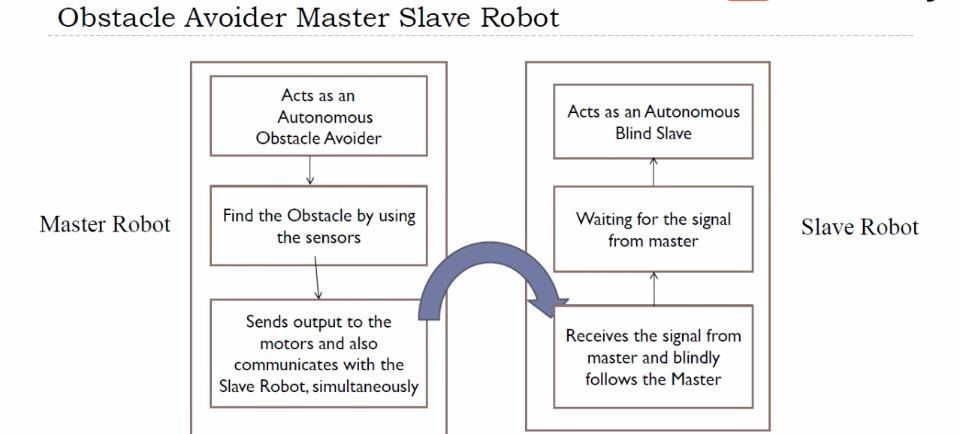 Obstacle Avoider Master Slave Robot
Master Robot
Acts as an
Autonomous
Obstacle Avoider
Find the Obstacle by using
the sensors
Sends output to the
motors and also
communicates with the
Slave Robot, simultaneously
Acts as an Autonomous
Blind Slave
Waiting for the signal
from master
Receives the signal from
master and blindly
follows the Master
Slave Robot